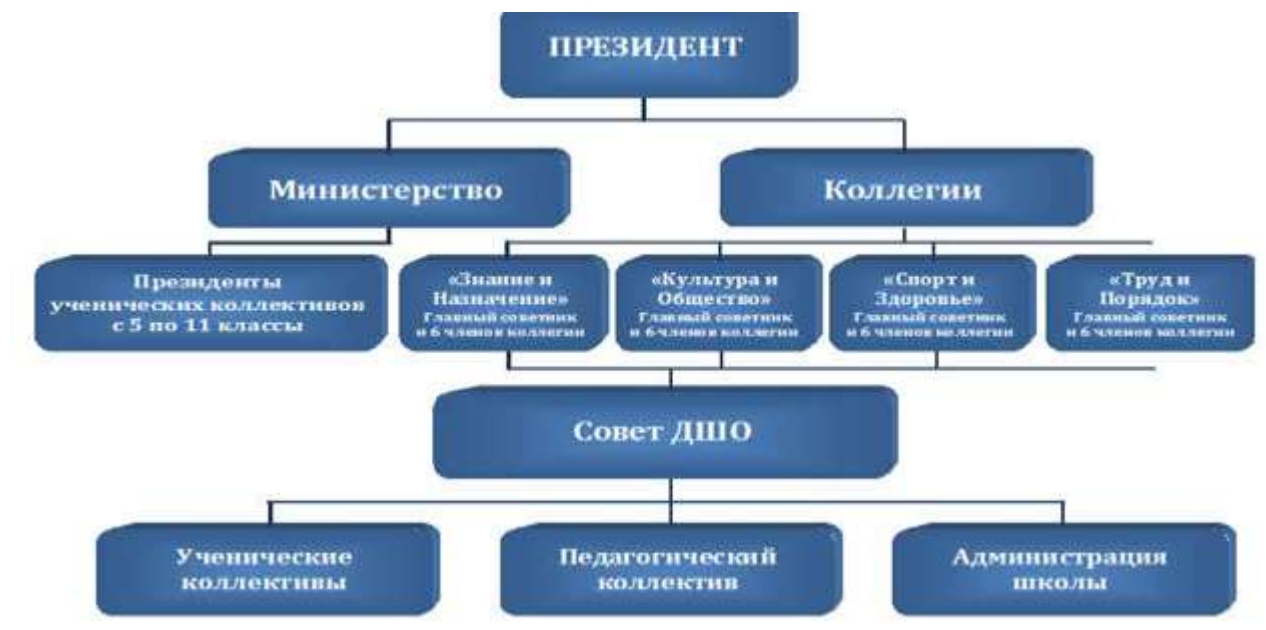 ПРЕЗИДЕНТ
Министерство
Коллегии
Президенты
ученических коллективов
с 5 по 11 классы
«Знание и
Назначение»
Главный советник
и 6 членов коллегии
«Культура и
Общество»
Главный советник
и 6 членов коллегии
«Спорт и
Здоровье»
Главный советник
и 6 членов коллегии
«Труд и
Порядок»
Главный советник
и 6 членов коллегии
Совет ДШО
Ученические
коллективы
Педагогический
коллектив
Администрация
школы